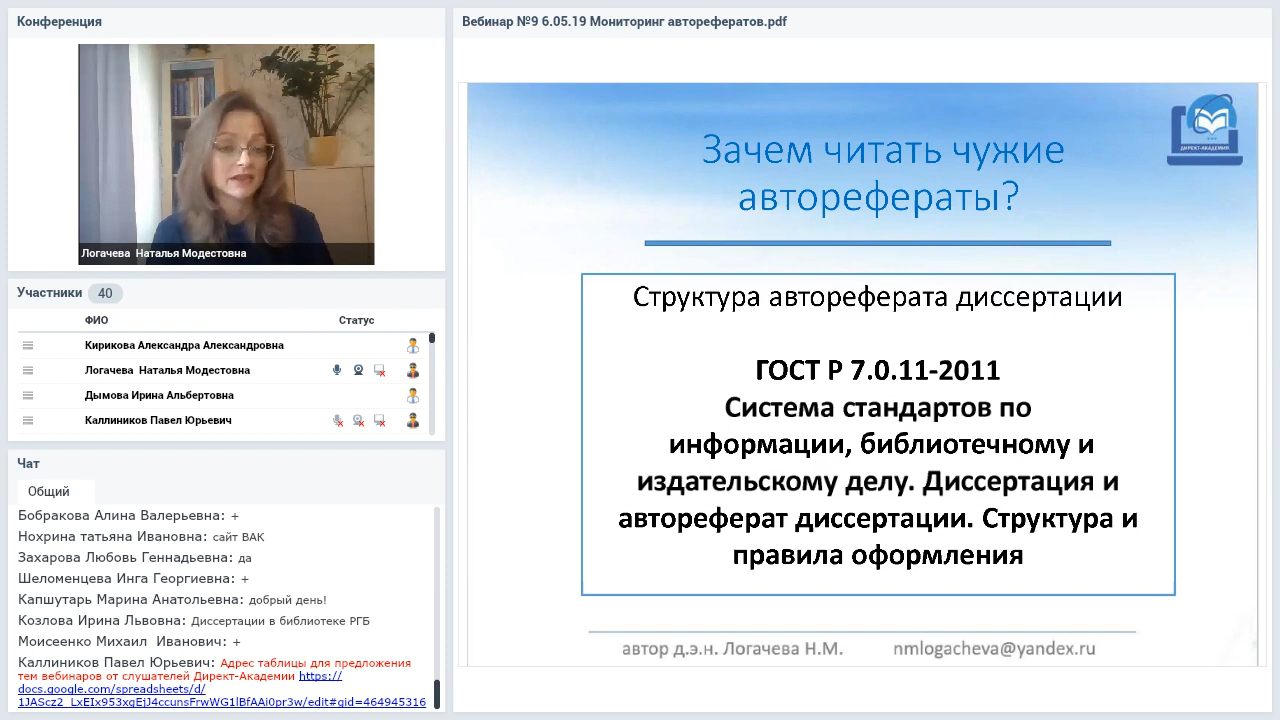 Конференция
Логачева  Наталья Модестовна
Участники 40
ФИО Статус
Кирикова Александра Александровна
Логачева  Наталья Модестовна
Дымова Ирина Альбертовна
Каллиников Павел Юрьевич
Чат
Общий
Бобракова Алина Валерьевна: +
Нохрина татьяна Ивановна: сайт ВАК
Захарова Любовь Геннадьевна: да
Шеломенцева Инга Георгиевна: +
Капшутарь Марина Анатольевна: добрый день!
Козлова Ирина Львовна: Диссертации в библиотеке РГБ
Моисеенко Михаил  Иванович: +
Каллиников Павел Юрьевич: Адрес таблицы для предложения
тем вебинаров от слушателей Директ-Академии https://
docs.google.com/spreadsheets/d/
1JAScz2_LxEIx953xgEjJ4ccunsFrwWG1lBfAAi0pr3w/edit#gid=464945316
Вебинар №9 6.05.19 Мониторинг авторефератов.pdf
ДИРЕКТ-АКАДЕМИЯ
Зачем читать чужие
авторефераты?
Структура автореферата диссертации
ГОСТ Р 7.0.11-2011
Система стандартов по
информации, библиотечному и
издательскому делу. Диссертация и
автореферат диссертации. Структура и
правила оформления
автор д.э.н. Логачева Н.М. nmlogacheva@yandex.ru